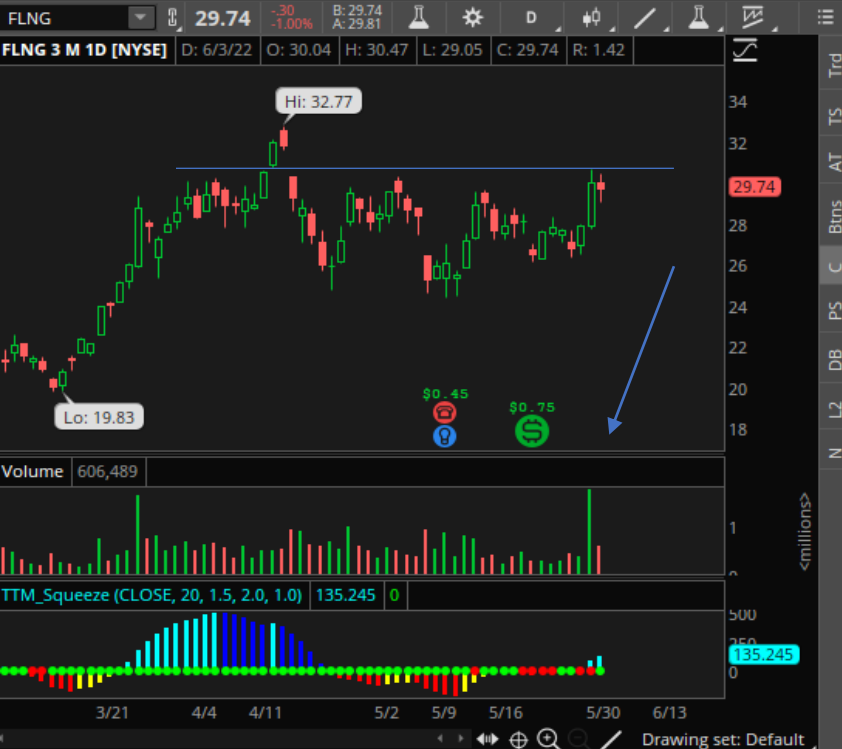 FLNG
29.74
-.30
-1.00%
B: 29.74
A: 29.81
D
FLNG 3 M 1D [NYSE] D: 6/3/22 O: 30.04 H: 30.47 L: 29.05 C: 29.74 R: 1.42
Trd
TS
AT
Btns
C
PS
DB
L2
N
Hi: 32.77
34
32
29.74
28
26
24
22
20
18
Lo: 19.83
$0.45
$0.75
Volume 606,489
1
<millions>
TTM_Squeeze (CLOSE, 20, 1.5, 2.0, 1.0) 135.245 0
500
250
135.245
0
3/21 4/4 4/11 5/2 5/9 5/16 5/30 6/13
Drawing set: Default